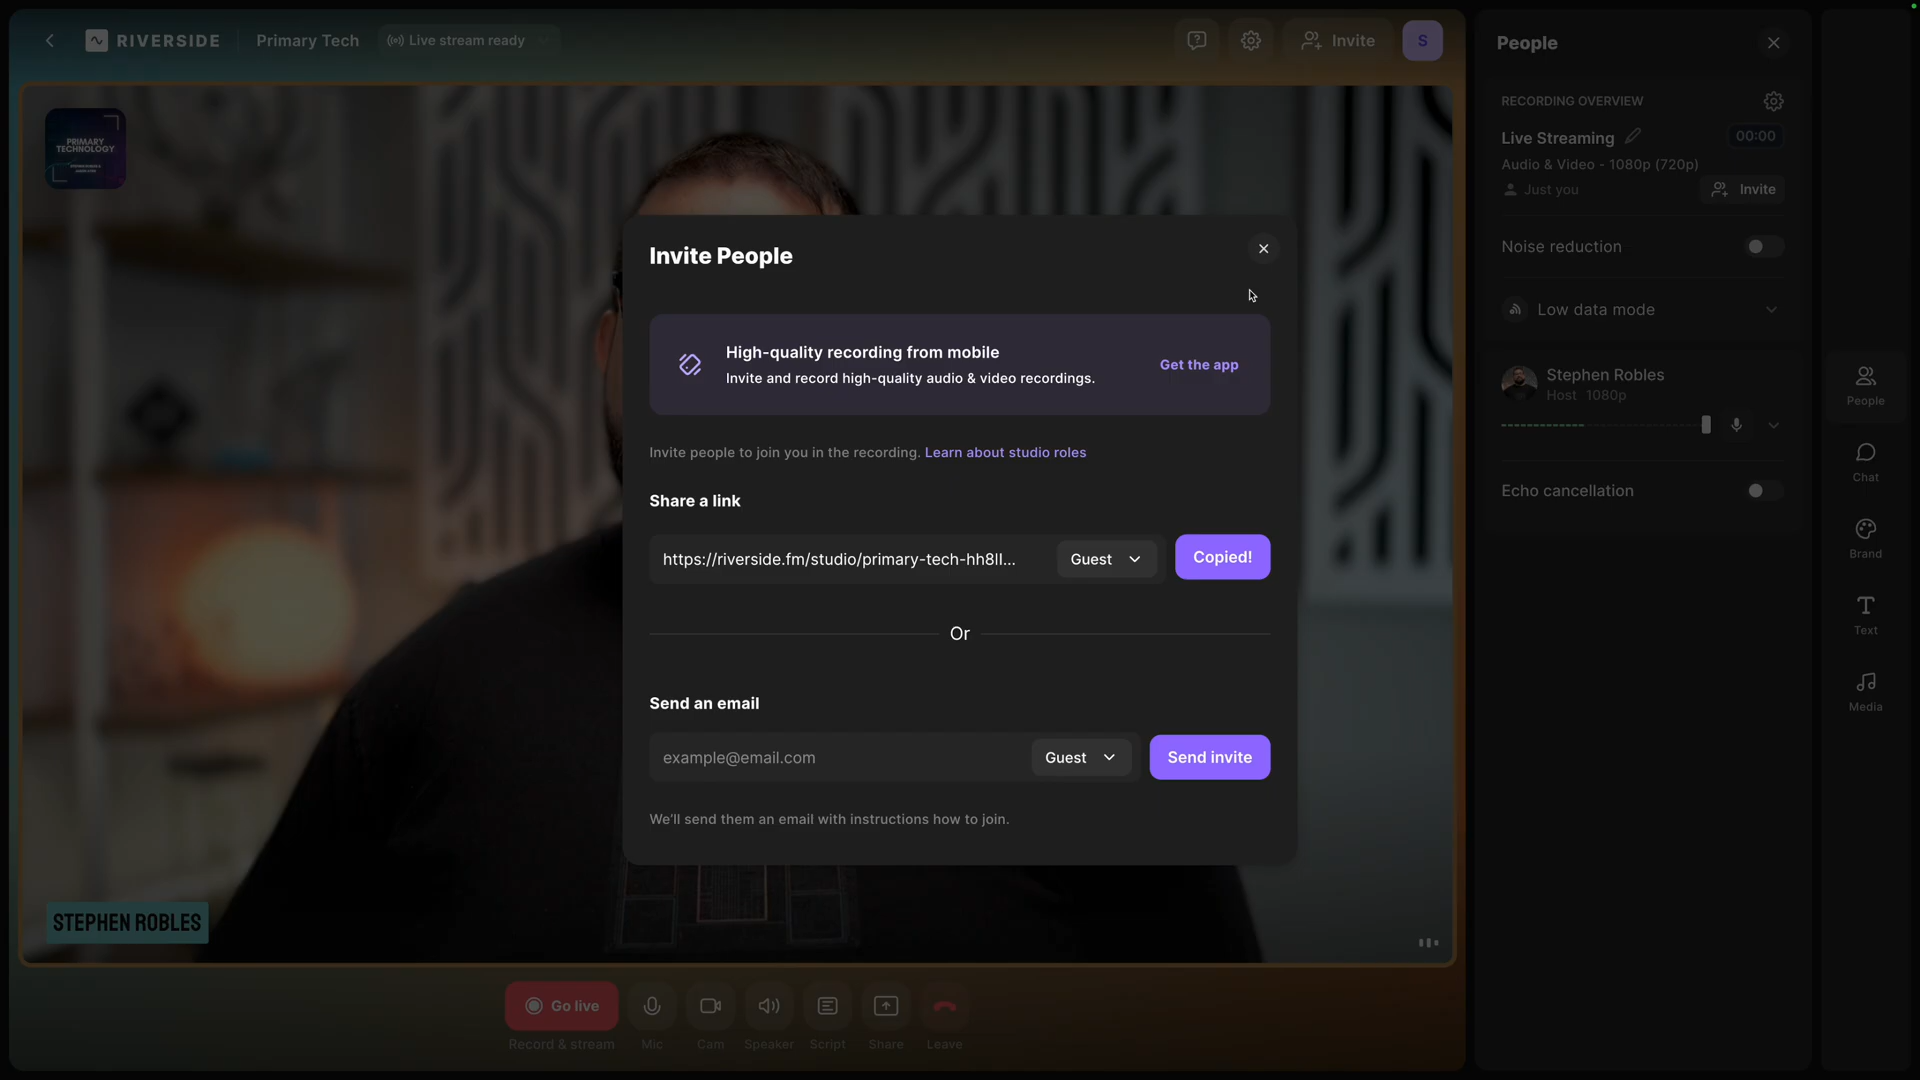 RIVERSIDE
Primary Tech
Live stream ready
Invite
S
PRIMARY
TECHNOLOGY
Invite People
High-quality recording from mobile
Invite and record high-quality audio & video recordings.
Get the app
Invite people to join you in the recording. Learn about studio roles
Share a link
https://riverside.fm/studio/primary-tech-hh8lI...
Guest
Copied!
Or
Send an email
example@email.com
Guest
Send invite
We'll send them an email with instructions how to join.
STEPHEN ROBLES
Go live
Record & stream
Mic
Cam
Speaker
Script
Share
Leave
People
RECORDING OVERVIEW
Live Streaming
00:00
Audio & Video - 1080p (720p)
Just you
Invite
Noise reduction
Low data mode
Stephen Robles
Host 1080p
Echo cancellation
People
Chat
Brand
Text
Media